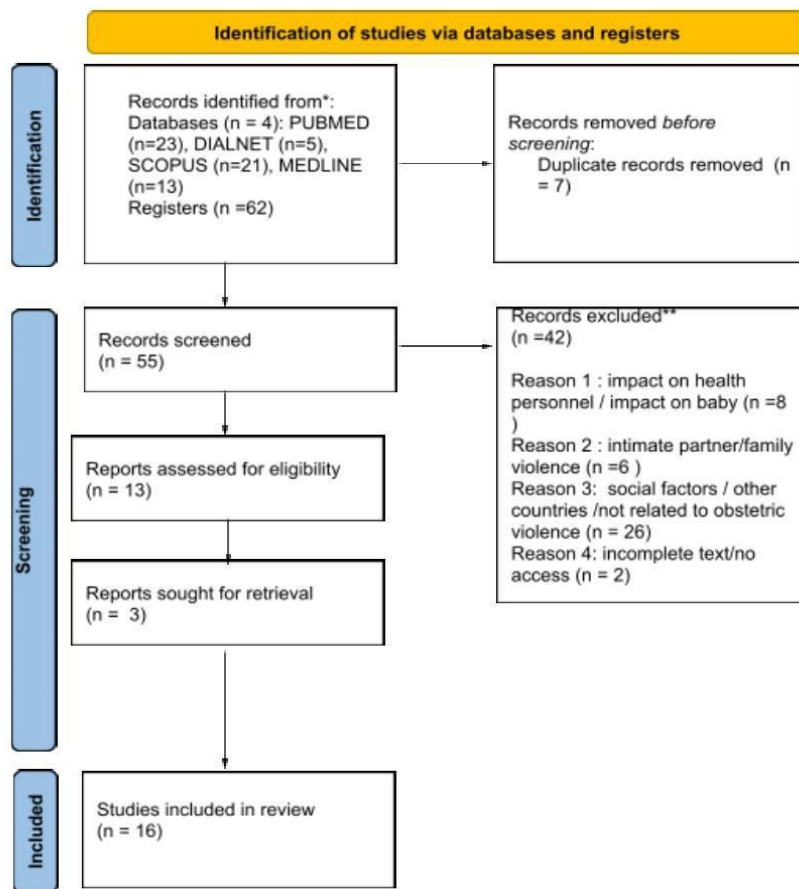 Identification of studies via databases and registers
Identification
Records identified from*:
Databases (n = 4): PUBMED
(n=23), DIALNET (n=5),
SCOPUS (n=21), MEDLINE
(n=13)
Registers (n =62)
Records removed before
screening:
Duplicate records removed (n
= 7)
Screening
Records screened
(n = 55)
Records excluded**
(n =42)
Reason 1 : impact on health
personnel / impact on baby (n =8
)
Reason 2 : intimate partner/family
violence (n =6 )
Reason 3: social factors / other
countries /not related to obstetric
violence (n = 26)
Reason 4: incomplete text/no
access (n = 2)
Reports assessed for eligibility
(n = 13)
Reports sought for retrieval
(n = 3)
Included
Studies included in review
(n = 16)